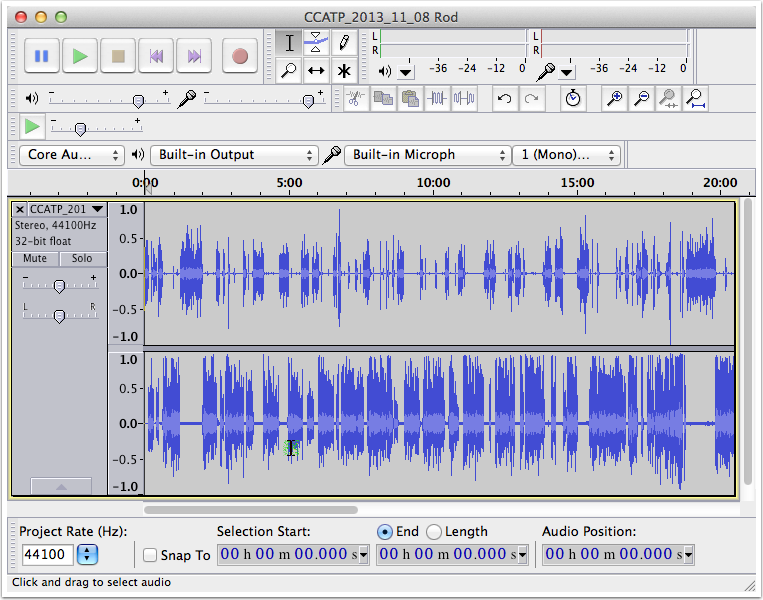 CCATP_2013_11_08 Rod
L
R
-36 -24 -12 0
L
R
-36 -24 -12 0
- +
- +
- +
Core Au... Built-in Output Built-in Microph 1 (Mono)...
0:00 5:00 10:00 15:00 20:00
CCATP_201
Stereo, 44100Hz
32-bit float
Mute Solo
- +
L R
1.0
0.5
0.0
-0.5
-1.0
1.0
0.5
0.0
-0.5
-1.0
Project Rate (Hz): Selection Start: End Length Audio Position:
44100 Snap To 00 h 00 m 00.000 s 00 h 00 m 00.000 s 00 h 00 m 00.000 s
Click and drag to select audio